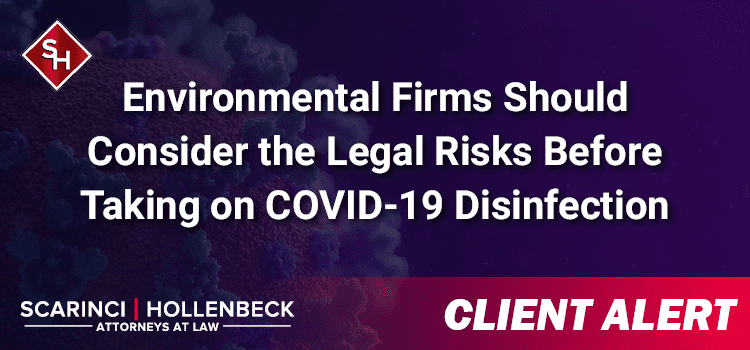 SH
Environmental Firms Should
Consider the Legal Risks Before
Taking on COVID-19 Disinfection
SCARINCI | HOLLENBECK
ATTORNEYS AT LAW
CLIENT ALERT